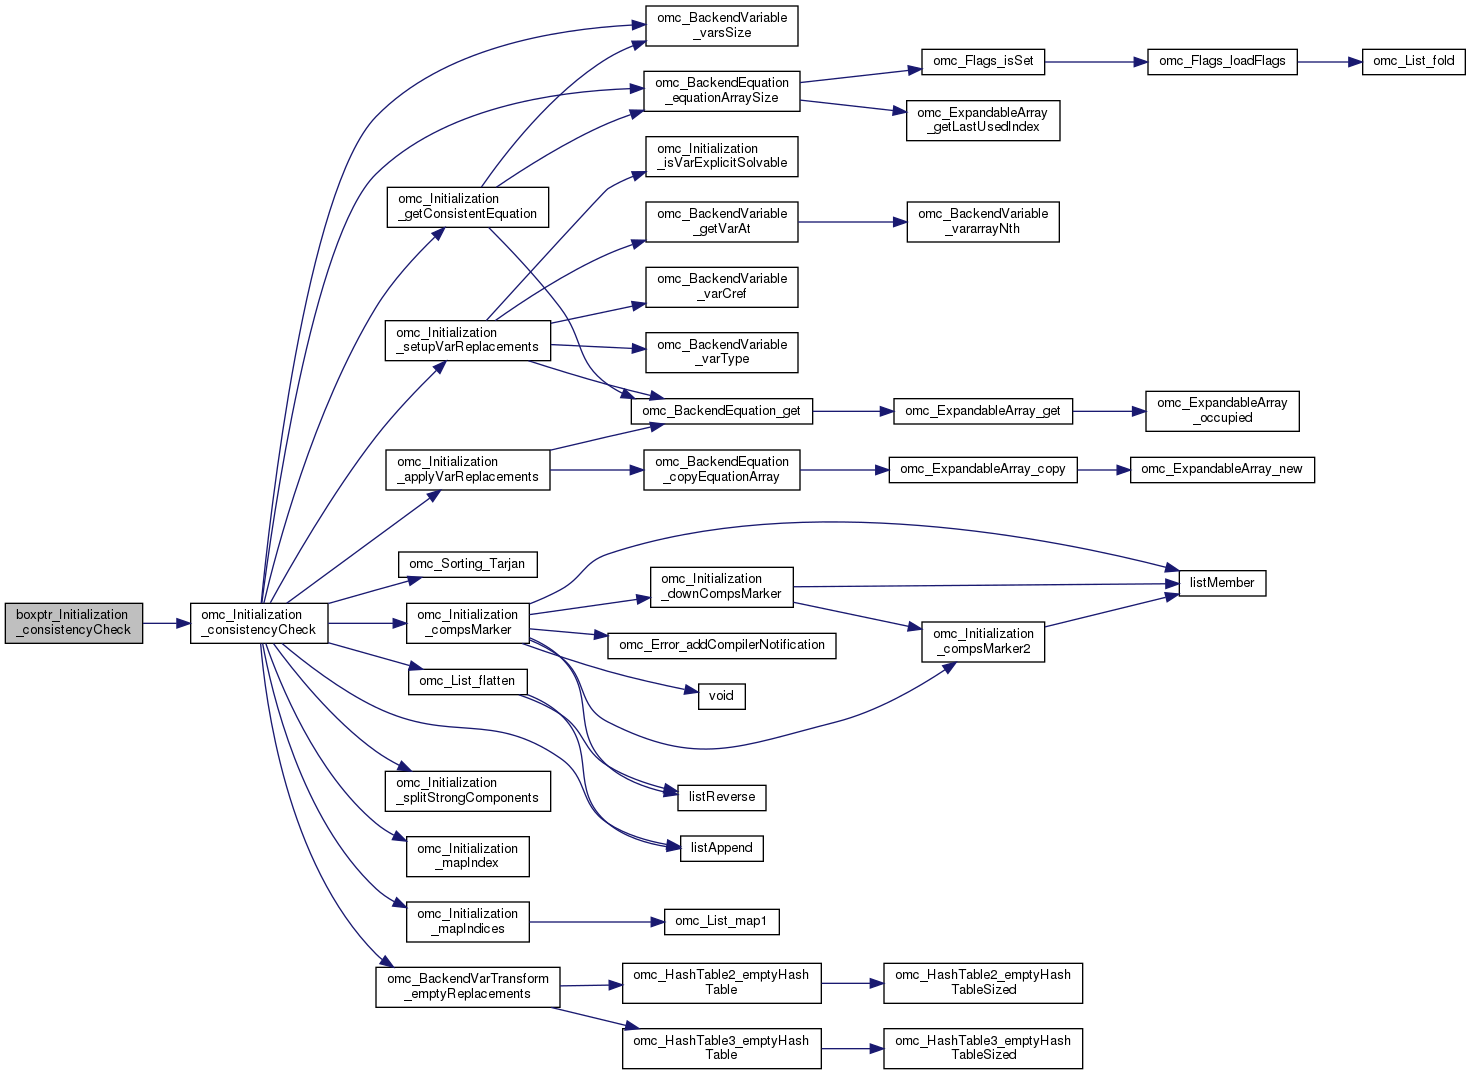 boxptr_Initialization
_consistencyCheck
omc_Initialization
_consistencyCheck
omc_Initialization
_getConsistentEquation
omc_Initialization
_setupVarReplacements
omc_Initialization
_applyVarReplacements
omc_Sorting_Tarjan
omc_Initialization
_compsMarker
omc_List_flatten
omc_Initialization
_splitStrongComponents
omc_Initialization
_mapIndex
omc_Initialization
_mapIndices
omc_BackendVarTransform
_emptyReplacements
omc_BackendVariable
_varsSize
omc_BackendEquation
_equationArraySize
omc_Initialization
_isVarExplicitSolvable
omc_BackendVariable
_getVarAt
omc_BackendVariable
_varCref
omc_BackendVariable
_varType
omc_BackendEquation_get
omc_BackendEquation
_copyEquationArray
omc_Initialization
_downCompsMarker
omc_Error_addCompilerNotification
void
listReverse
listAppend
omc_List_map1
omc_HashTable2_emptyHash
Table
omc_HashTable3_emptyHash
Table
omc_Flags_isSet
omc_ExpandableArray
_getLastUsedIndex
omc_BackendVariable
_vararrayNth
omc_ExpandableArray_get
omc_ExpandableArray_copy
omc_Initialization
_compsMarker2
omc_HashTable2_emptyHash
TableSized
omc_HashTable3_emptyHash
TableSized
omc_Flags_loadFlags
omc_ExpandableArray
_occupied
omc_ExpandableArray_new
listMember
omc_List_fold